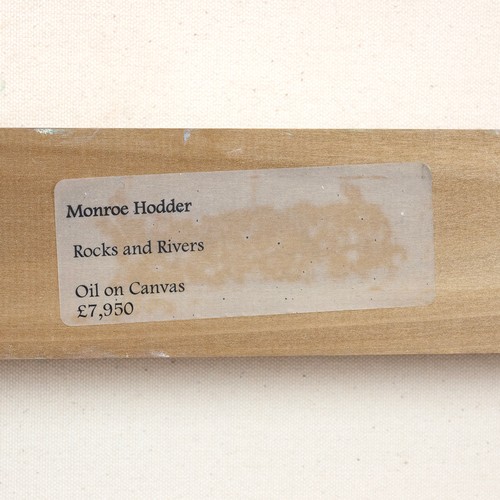 Monroe Hodder
Rocks and Rivers
Oil on Canvas
£7,950